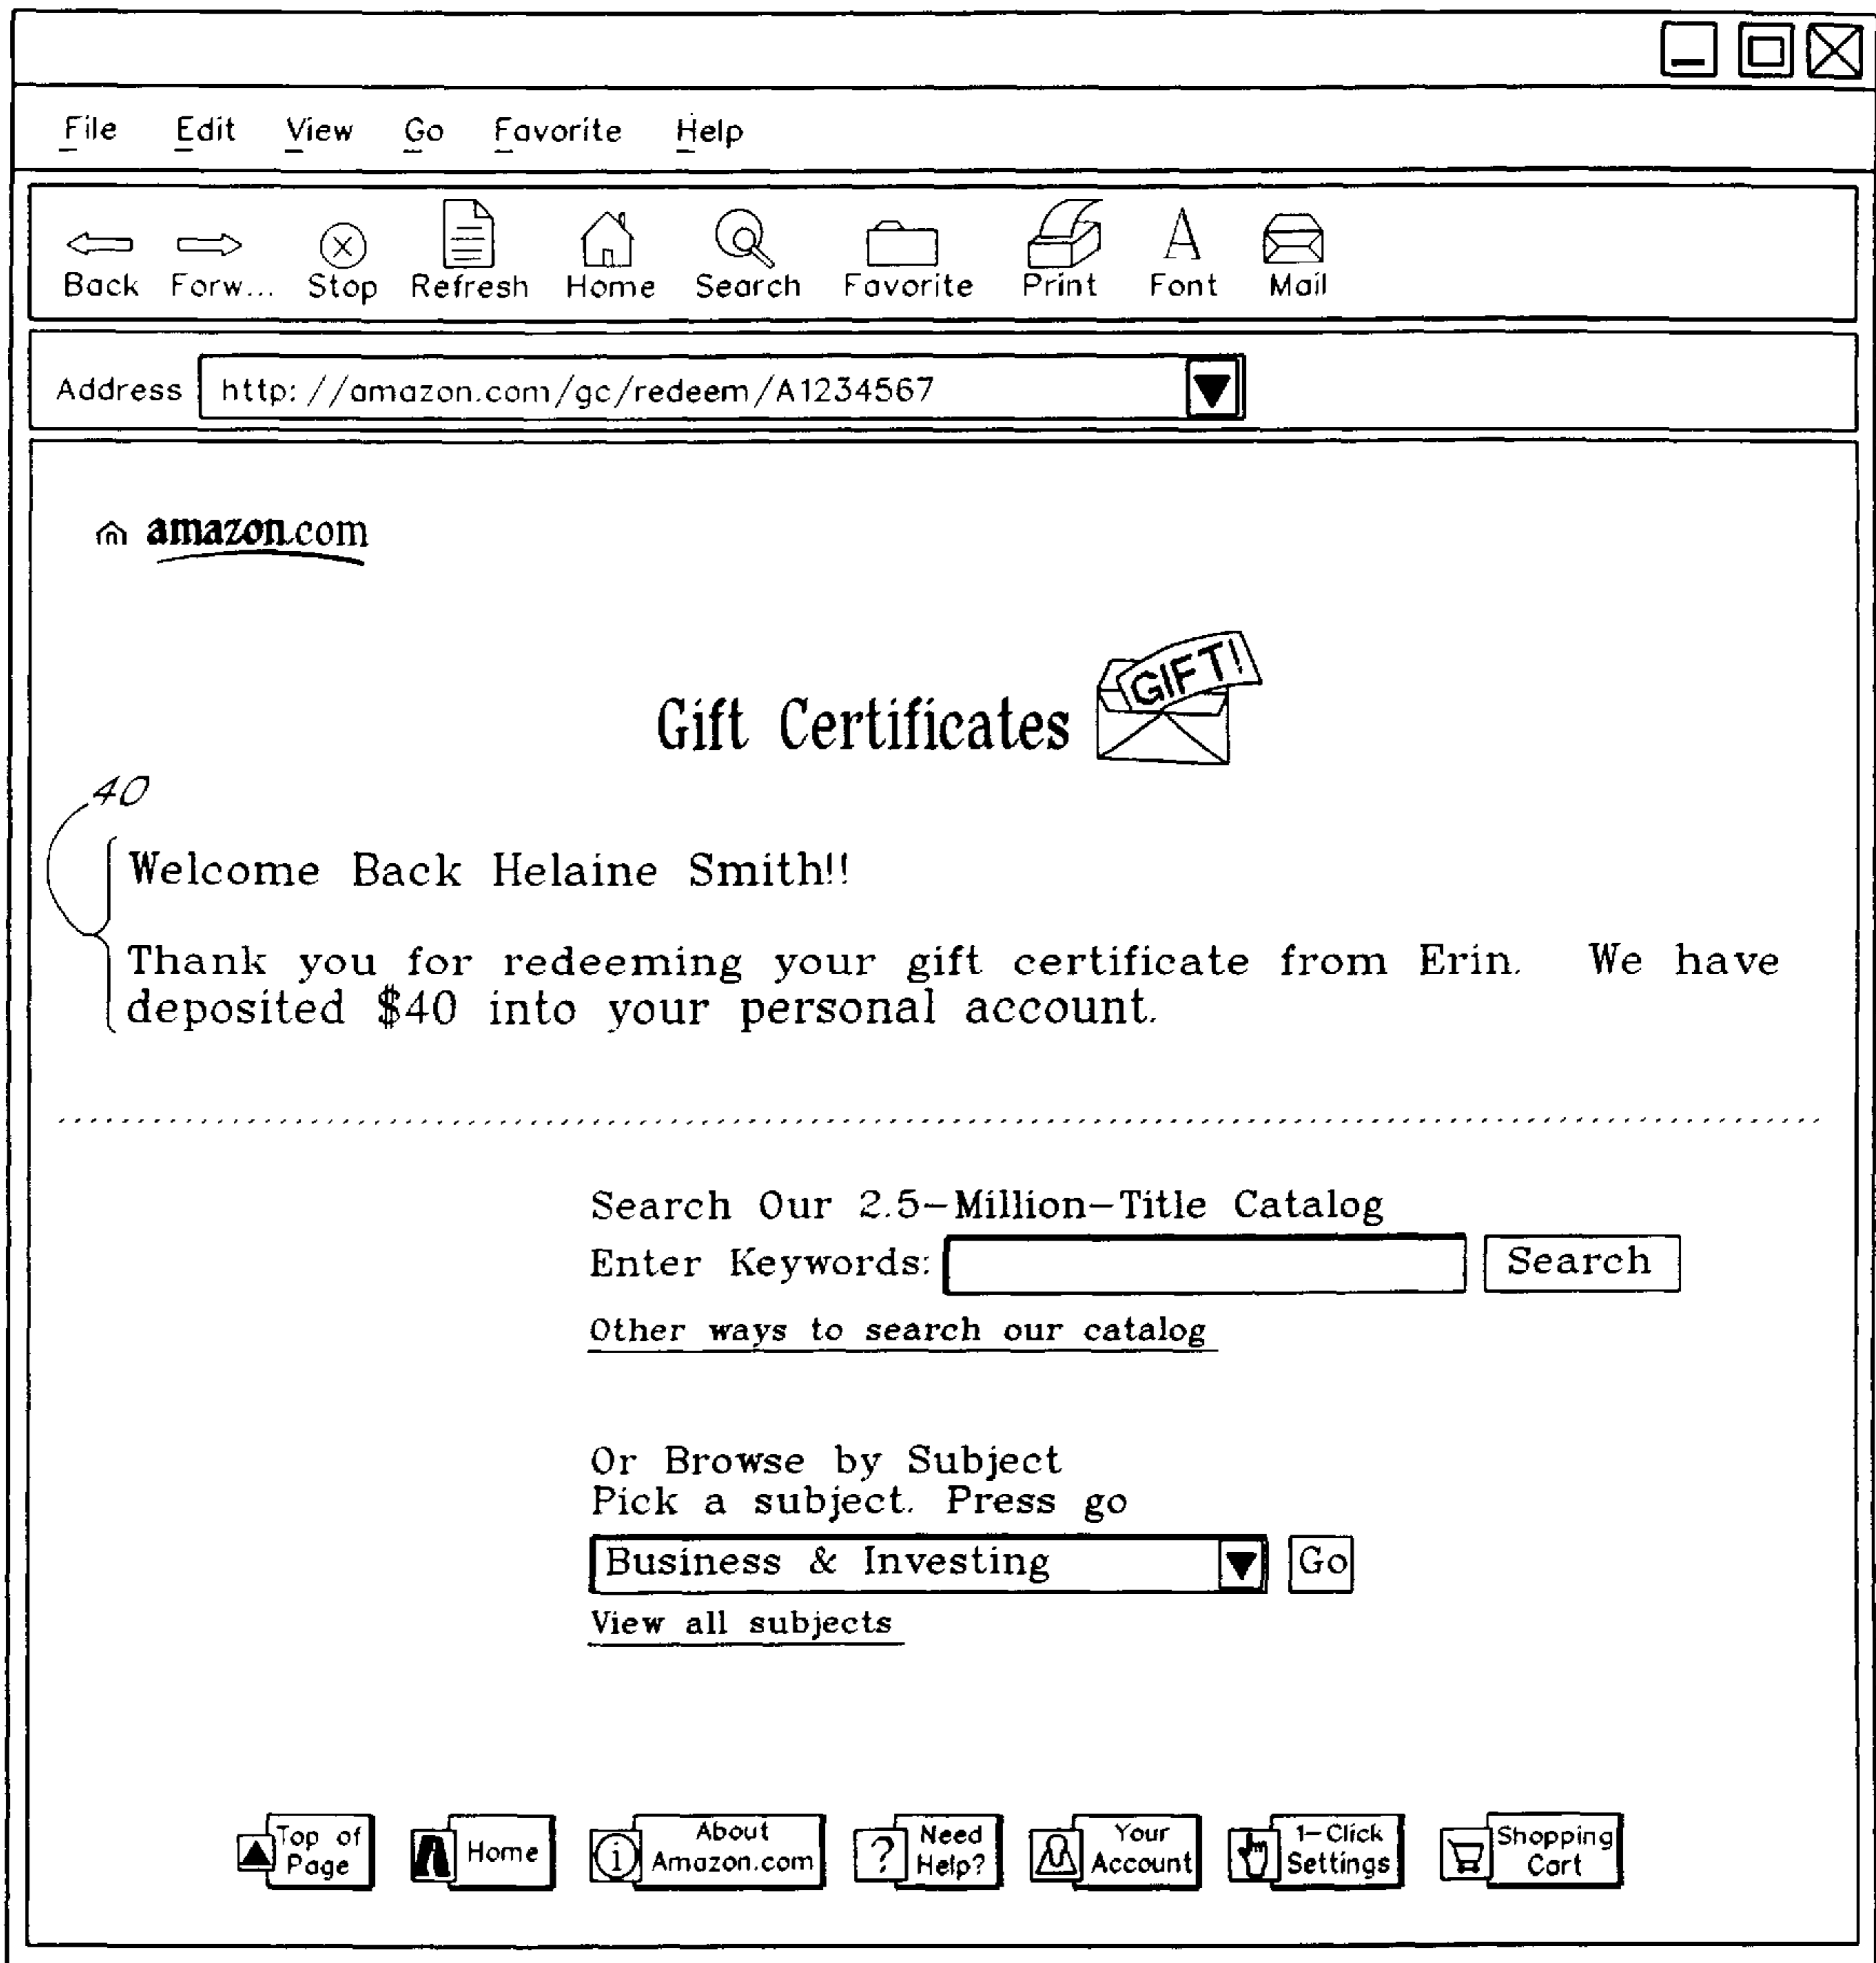 File Edit View Go Favorite Help
Back Forw... Stop Refresh Home Search Favorite Print Font Mail
Address http://amazon.com/gc/redeem/A1234567
amazon.com
GIFT!
Gift Certificates
40
Welcome Back Helaine Smith!!
Thank you for redeeming your gift certificate from Erin. We have
deposited $40 into your personal account.
Search Our 2.5-Million-Title Catalog
Enter Keywords: Search
Other ways to search our catalog
Or Browse by Subject
Pick a subject. Press go
Business & Investing Go
View all subjects
Top of Page
Home
About Amazon.com
Need Help?
Your Account
1-Click Settings
Shopping Cart